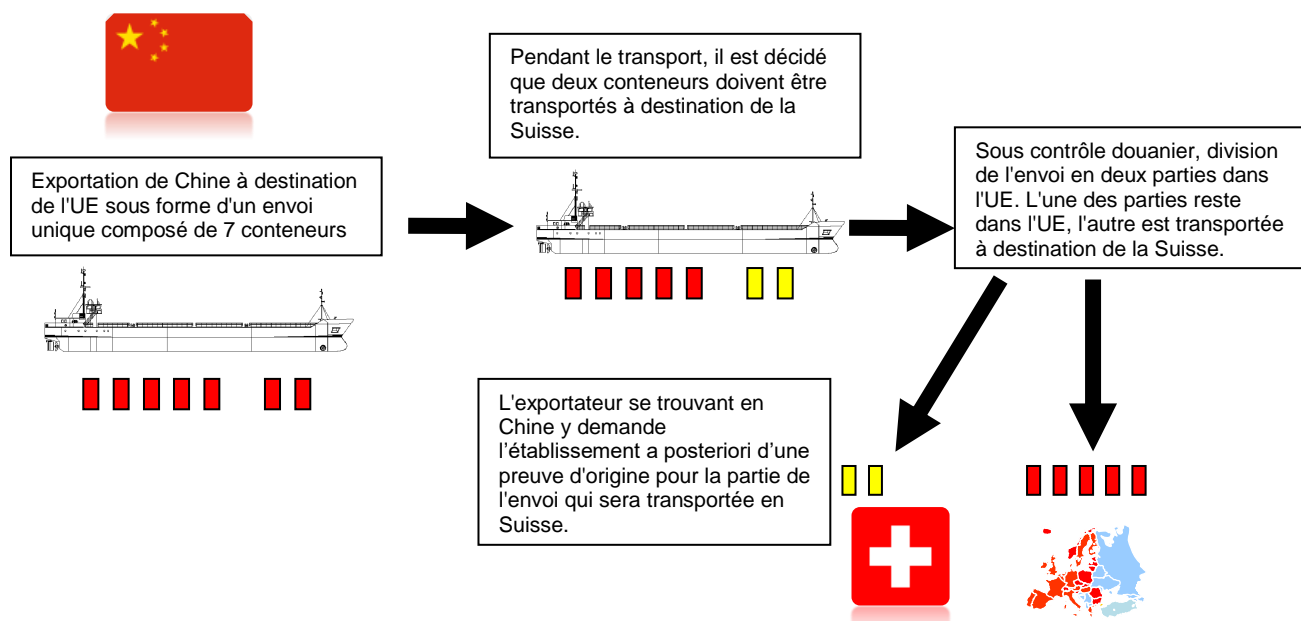 Exportation de Chine à destination
de l'UE sous forme d'un envoi
unique composé de 7 conteneurs
Pendant le transport, il est décidé
que deux conteneurs doivent être
transportés à destination de la
Suisse.
Sous contrôle douanier, division
de l'envoi en deux parties dans
l'UE. L'une des parties reste
dans l'UE, l'autre est transportée
à destination de la Suisse.
L'exportateur se trouvant en
Chine y demande
l’établissement a posteriori d’une
preuve d'origine pour la partie de
l'envoi qui sera transportée en
Suisse.